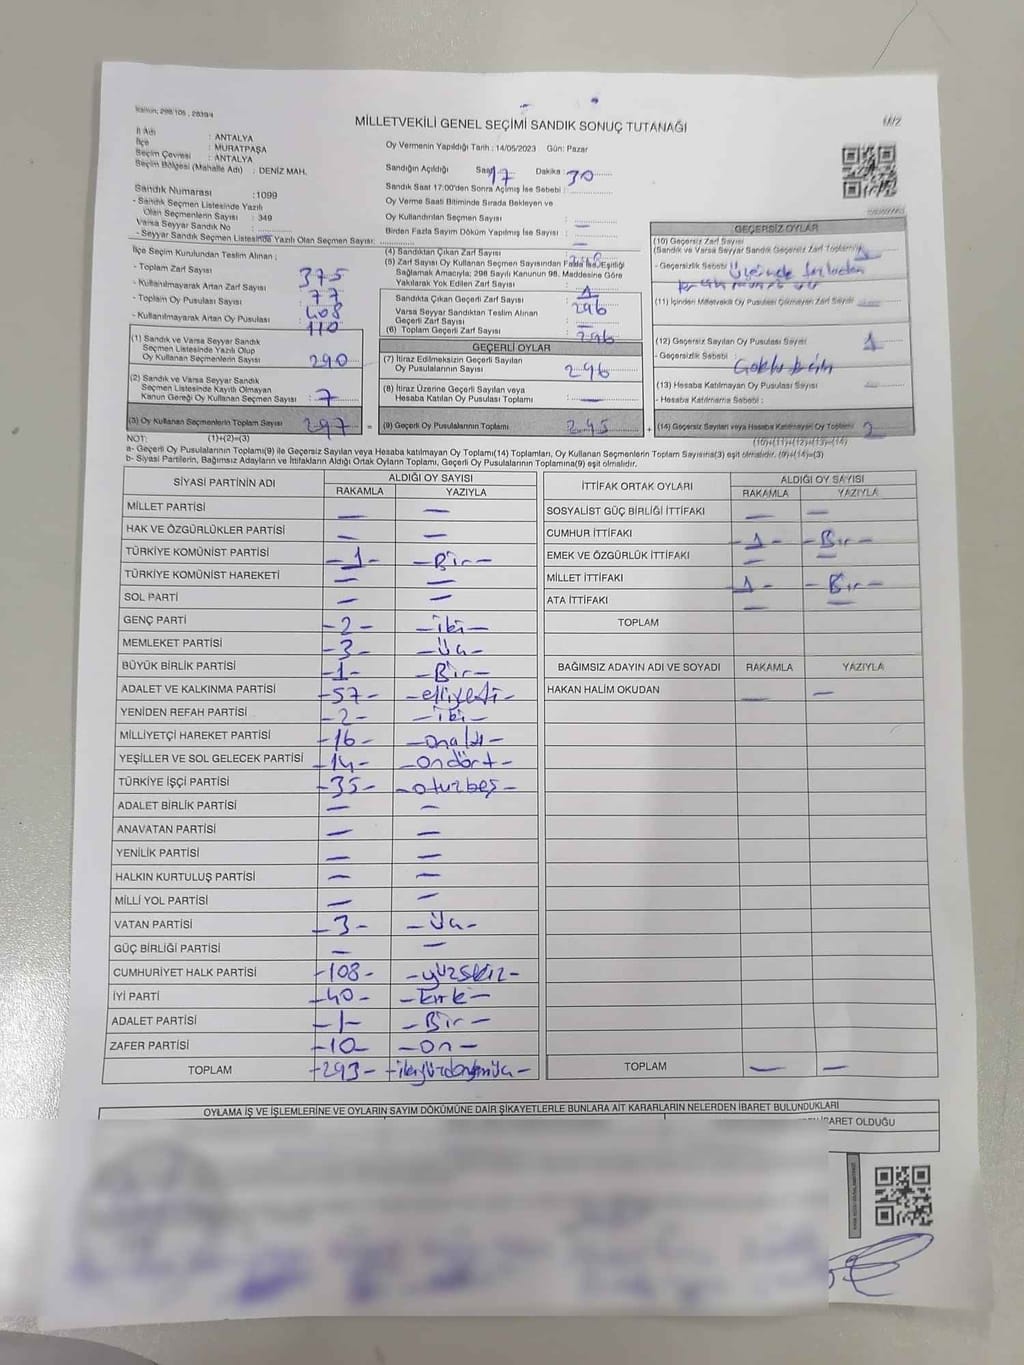 MİLLETVEKİLİ GENEL SEÇİMİ SANDIK SONUÇ TUTANAĞI
İl Adı : ANTALYA
İlçe : MURATPAŞA
Seçim Çevresi : ANTALYA
Seçim Bölgesi (Mahalle Adı) : DENİZ MAH.
Oy Vermenin Yapıldığı Tarih : 14/05/2023 Gün: Pazar
Sandığın Açıldığı Saat 17 Dakika 30
Sandık Saat 17:00'den Sonra Açılmış İse Sebebi :
Oy Verme Saati Bitiminde Sırada Bekleyen ve
Oy Kullandırılan Seçmen Sayısı :
Birden Fazla Sayım Döküm Yapılmış İse Sayısı : —
Sandık Numarası : 1099
- Sandık Seçmen Listesinde Yazılı
Olan Seçmenlerin Sayısı : 349
Varsa Seyyar Sandık No :
- Seyyar Sandık Seçmen Listesinde Yazılı Olan Seçmen Sayısı:
İlçe Seçim Kurulundan Teslim Alınan ;
- Toplam Zarf Sayısı : 375
- Kullanılmayarak Artan Zarf Sayısı : 77
- Toplam Oy Pusulası Sayısı : 408
- Kullanılmayarak Artan Oy Pusulası : 110
(1) Sandık ve Varsa Seyyar Sandık
Seçmen Listesinde Yazılı Olup
Oy Kullanan Seçmenlerin Sayısı : 290
(2) Sandık ve Varsa Seyyar Sandık
Seçmen Listesinde Kayıtlı Olmayan
Kanun Gereği Oy Kullanan Seçmen Sayısı : 7
(3) Oy Kullanan Seçmenlerin Toplam Sayısı : 297
(4) Sandıktan Çıkan Zarf Sayısı :
(5) Zarf Sayısı Oy Kullanan Seçmen Sayısından Fazla İse, Eşitliği
Sağlamak Amacıyla; 298 Sayılı Kanunun 98. Maddesine Göre
Yakılarak Yok Edilen Zarf Sayısı :
Sandıkta Çıkan Geçerli Zarf Sayısı : 296
Varsa Seyyar Sandıktan Teslim Alınan
Geçerli Zarf Sayısı : —
(6) Toplam Geçerli Zarf Sayısı : 296
GEÇERLİ OYLAR
(7) İtiraz Edilmeksizin Geçerli Sayılan
Oy Pusulalarının Sayısı : 296
(8) İtiraz Üzerine Geçerli Sayılan veya
Hesaba Katılan Oy Pusulası Toplamı : —
= (9) Geçerli Oy Pusulalarının Toplamı : 295
GEÇERSİZ OYLAR
(10) Geçersiz Zarf Sayısı
(Sandık ve Varsa Seyyar Sandık Geçersiz Zarf Toplamı) : 1
- Geçersizlik Sebebi : Üzerinde
(11) İçinden Milletvekili Oy Pusulası Çıkmayan Zarf Sayısı : —
(12) Geçersiz Sayılan Oy Pusulası Sayısı : 1
- Geçersizlik Sebebi :
(13) Hesaba Katılmayan Oy Pusulası Sayısı : —
- Hesaba Katılmama Sebebi :
+ (14) Geçersiz Sayılan veya Hesaba Katılmayan Oy Toplamı : 2
NOT: (1)+(2)=(3) (10)+(11)+(12)+(13)=(14)
a- Geçerli Oy Pusulalarının Toplamı(9) ile Geçersiz Sayılan veya Hesaba katılmayan Oy Toplamı(14) Toplamları, Oy Kullanan Seçmenlerin Toplam Sayısına(3) eşit olmalıdır. (9)+(14)=(3)
b- Siyasi Partilerin, Bağımsız Adayların ve İttifakların Aldığı Ortak Oyların Toplamı, Geçerli Oy Pusulalarının Toplamına(9) eşit olmalıdır.
SİYASİ PARTİNİN ADI ALDIĞI OY SAYISI
RAKAMLA YAZIYLA
MİLLET PARTİSİ — —
HAK VE ÖZGÜRLÜKLER PARTİSİ — —
TÜRKİYE KOMÜNİST PARTİSİ -1- -Bir-
TÜRKİYE KOMÜNİST HAREKETİ — —
SOL PARTİ — —
GENÇ PARTİ -2- -iki-
MEMLEKET PARTİSİ -3- -Üç-
BÜYÜK BİRLİK PARTİSİ -1- -Bir-
ADALET VE KALKINMA PARTİSİ -57- -elliyedi-
YENİDEN REFAH PARTİSİ -2- -iki-
MİLLİYETÇİ HAREKET PARTİSİ -16- -onaltı-
YEŞİLLER VE SOL GELECEK PARTİSİ -14- -ondört-
TÜRKİYE İŞÇİ PARTİSİ -35- -otuzbeş-
ADALET BİRLİK PARTİSİ — —
ANAVATAN PARTİSİ — —
YENİLİK PARTİSİ — —
HALKIN KURTULUŞ PARTİSİ — —
MİLLİ YOL PARTİSİ — —
VATAN PARTİSİ -3- -Üç-
GÜÇ BİRLİĞİ PARTİSİ — —
CUMHURİYET HALK PARTİSİ -108- -yüzsekiz-
İYİ PARTİ -40- -kırk-
ADALET PARTİSİ -1- -Bir-
ZAFER PARTİSİ -10- -on-
TOPLAM -293- -ikiyüzdoksanüç-
İTTİFAK ORTAK OYLARI ALDIĞI OY SAYISI
RAKAMLA YAZIYLA
SOSYALİST GÜÇ BİRLİĞİ İTTİFAKI — —
CUMHUR İTTİFAKI -1- -Bir-
EMEK VE ÖZGÜRLÜK İTTİFAKI — —
MİLLET İTTİFAKI 1- -Bir-
ATA İTTİFAKI — —
TOPLAM
BAĞIMSIZ ADAYIN ADI VE SOYADI RAKAMLA YAZIYLA
HAKAN HALİM OKUDAN — —
TOPLAM — —
OYLAMA İŞ VE İŞLEMLERİNE VE OYLARIN SAYIM DÖKÜMÜNE DAİR ŞİKAYETLERLE BUNLARA AİT KARARLARIN NELERDEN İBARET BULUNDUKLARI
İBARET OLDUĞU